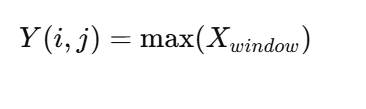 Y(i, j) = max(X_{window})